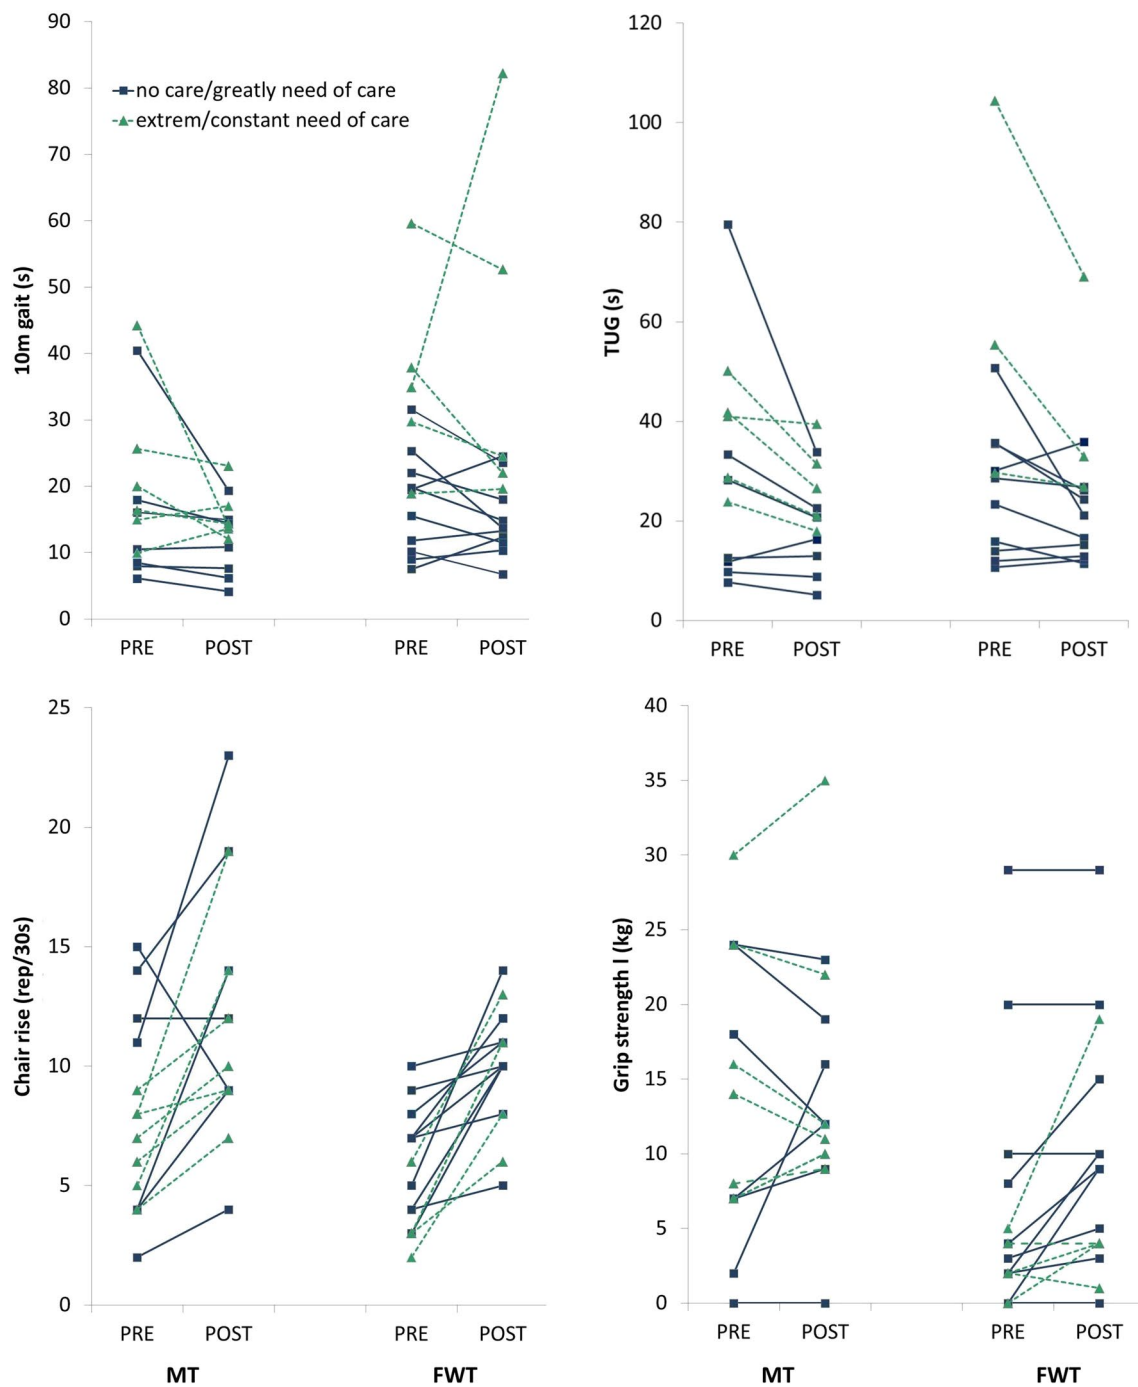 90
80
70
60
50
40
30
20
10
0
10m gait (s)
no care/greatly need of care
extrem/constant need of care
PRE POST PRE POST
120
100
80
60
40
20
0
TUG (s)
PRE POST PRE POST
25
20
15
10
5
0
Chair rise (rep/30s)
PRE POST PRE POST
MT FWT
40
35
30
25
20
15
10
5
0
Grip strength I (kg)
PRE POST PRE POST
MT FWT